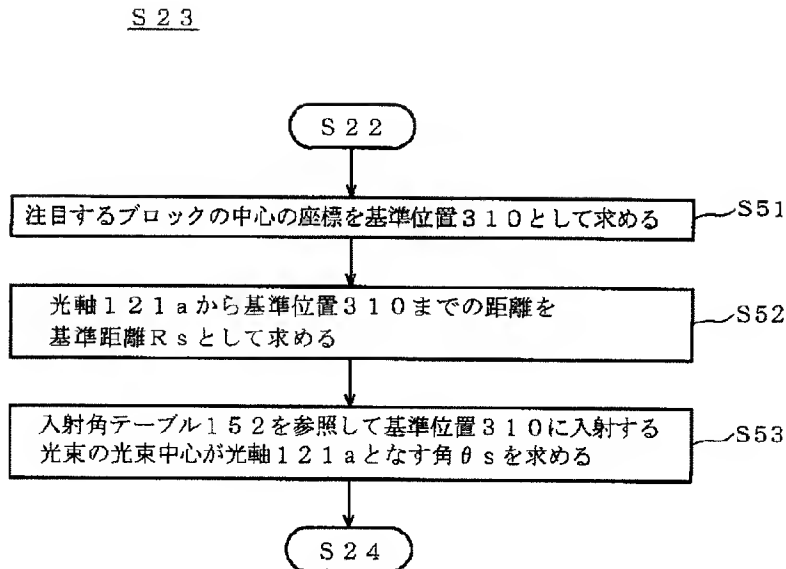 S23
S22
注目するブロックの中心の座標を基準位置310として求める
S51
光軸121aから基準位置310までの距離を
基準距離Rsとして求める
S52
入射角テーブル152を参照して基準位置310に入射する
光束の光束中心が光軸121aとなす角θsを求める
S53
S24